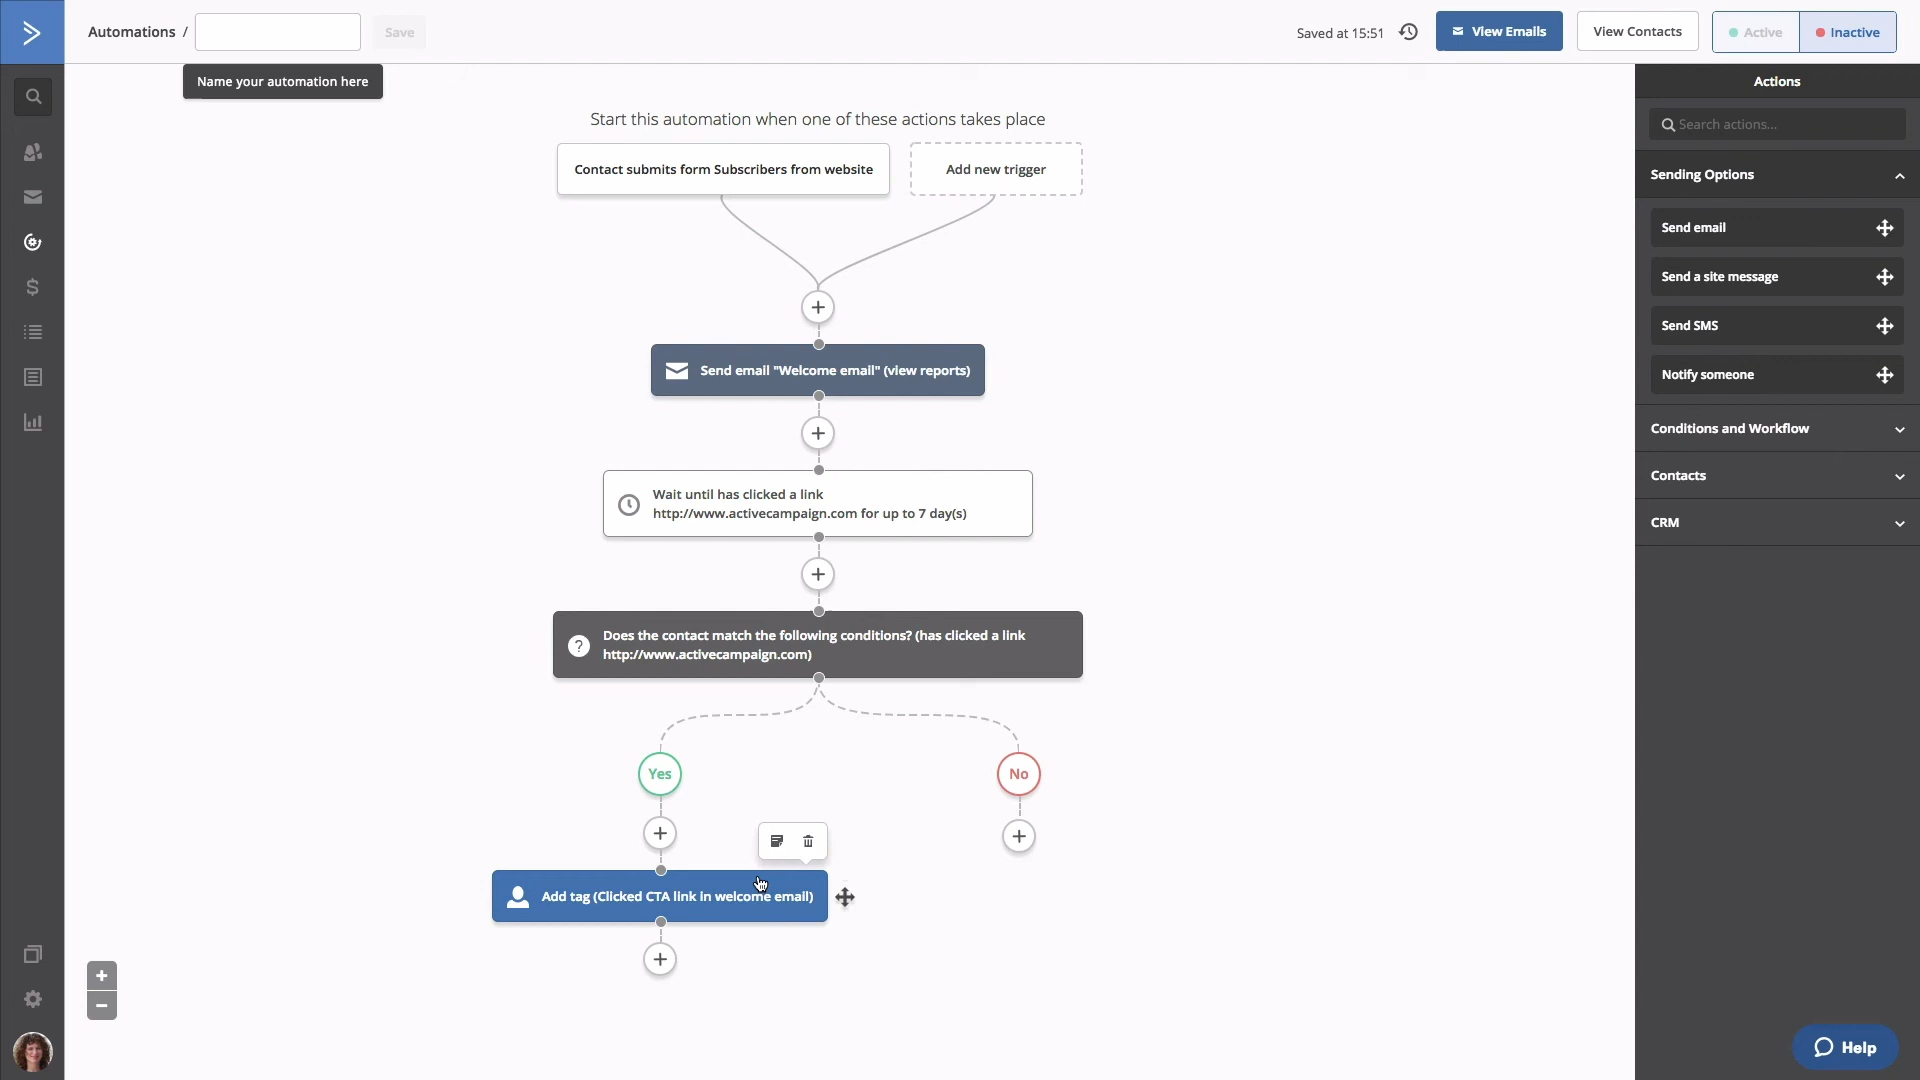 Automations /
Save
Saved at 15:51
View Emails
View Contacts
Active
Inactive
Name your automation here
Start this automation when one of these actions takes place
Contact submits form Subscribers from website
Add new trigger
Send email "Welcome email" (view reports)
Wait until has clicked a link
http://www.activecampaign.com for up to 7 day(s)
Does the contact match the following conditions? (has clicked a link
http://www.activecampaign.com)
Yes
No
Add tag (Clicked CTA link in welcome email)
Actions
Search actions...
Sending Options
Send email
Send a site message
Send SMS
Notify someone
Conditions and Workflow
Contacts
CRM
Help